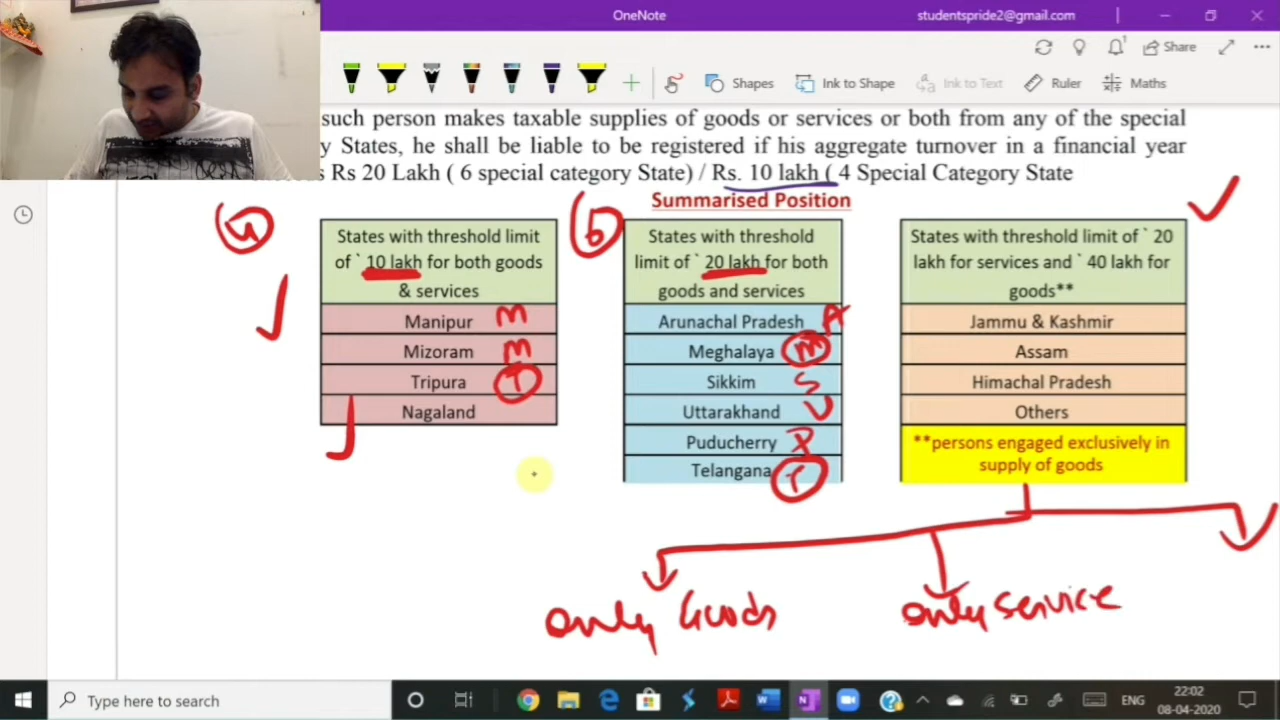 OneNote
studentspride2@gmail.com
Share
Shapes
Ink to Shape
Ink to Text
Ruler
Maths
such person makes taxable supplies of goods or services or both from any of the special
y States, he shall be liable to be registered if his aggregate turnover in a financial year
s Rs 20 Lakh ( 6 special category State) / Rs. 10 lakh ( 4 Special Category State
Summarised Position
a
States with threshold limit
of ` 10 lakh for both goods
& services
Manipur M
Mizoram M
Tripura T
Nagaland
b
States with threshold
limit of ` 20 lakh for both
goods and services
Arunachal Pradesh A
Meghalaya M
Sikkim S
Uttarakhand U
Puducherry P
Telangana T
States with threshold limit of ` 20
lakh for services and ` 40 lakh for
goods**
Jammu & Kashmir
Assam
Himachal Pradesh
Others
**persons engaged exclusively in
supply of goods
only Goods
only service
Type here to search
ENG
22:02
08-04-2020